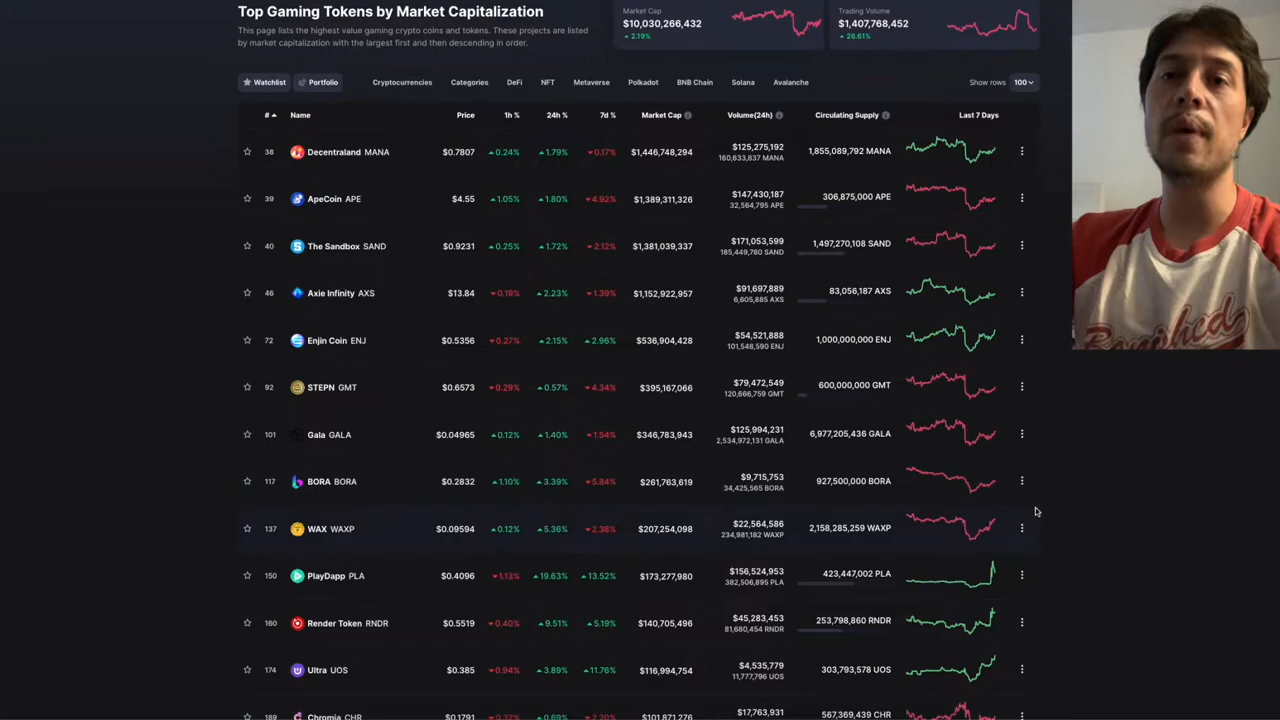 Top Gaming Tokens by Market Capitalization
This page lists the highest value gaming crypto coins and tokens. These projects are listed
by market capitalization with the largest first and then descending in order.
Market Cap
$10,030,266,432
2.19%
Trading Volume
$1,407,768,452
26.61%
Watchlist Portfolio Cryptocurrencies Categories DeFi NFT Metaverse Polkadot BNB Chain Solana Avalanche Show rows 100
# Name Price 1h % 24h % 7d % Market Cap Volume(24h) Circulating Supply Last 7 Days
38 Decentraland MANA $0.7807 0.24% 1.79% 0.17% $1,446,748,294 $125,275,192 1,855,089,792 MANA
160,633,837 MANA
39 ApeCoin APE $4.55 1.05% 1.80% 4.92% $1,389,311,326 $147,430,187 306,875,000 APE
32,564,795 APE
40 The Sandbox SAND $0.9231 0.25% 1.72% 2.12% $1,381,039,337 $171,053,599 1,497,270,108 SAND
185,449,780 SAND
46 Axie Infinity AXS $13.84 0.19% 2.23% 1.39% $1,152,922,957 $91,697,889 83,056,187 AXS
6,605,885 AXS
72 Enjin Coin ENJ $0.5356 0.27% 2.15% 2.96% $536,904,428 $54,521,888 1,000,000,000 ENJ
101,548,590 ENJ
92 STEPN GMT $0.6573 0.29% 0.57% 4.34% $395,167,066 $79,472,549 600,000,000 GMT
120,666,759 GMT
101 Gala GALA $0.04965 0.12% 1.40% 1.54% $346,783,943 $125,994,231 6,977,205,436 GALA
2,534,972,131 GALA
117 BORA BORA $0.2832 1.10% 3.39% 5.84% $261,763,619 $9,715,753 927,500,000 BORA
34,425,565 BORA
137 WAX WAXP $0.09594 0.12% 5.36% 2.38% $207,254,098 $22,564,586 2,158,285,259 WAXP
234,981,182 WAXP
150 PlayDapp PLA $0.4096 1.13% 19.63% 13.52% $173,277,980 $156,524,953 423,447,002 PLA
382,506,895 PLA
160 Render Token RNDR $0.5519 0.40% 9.51% 5.19% $140,705,496 $45,283,453 253,798,860 RNDR
81,680,454 RNDR
174 Ultra UOS $0.385 0.94% 3.89% 11.76% $116,994,754 $4,535,779 303,793,578 UOS
11,777,796 UOS
189 Chromia CHR $0.1791 0.32% 0.69% 2.20% $101,871,276 $17,763,931 567,369,439 CHR
Banished